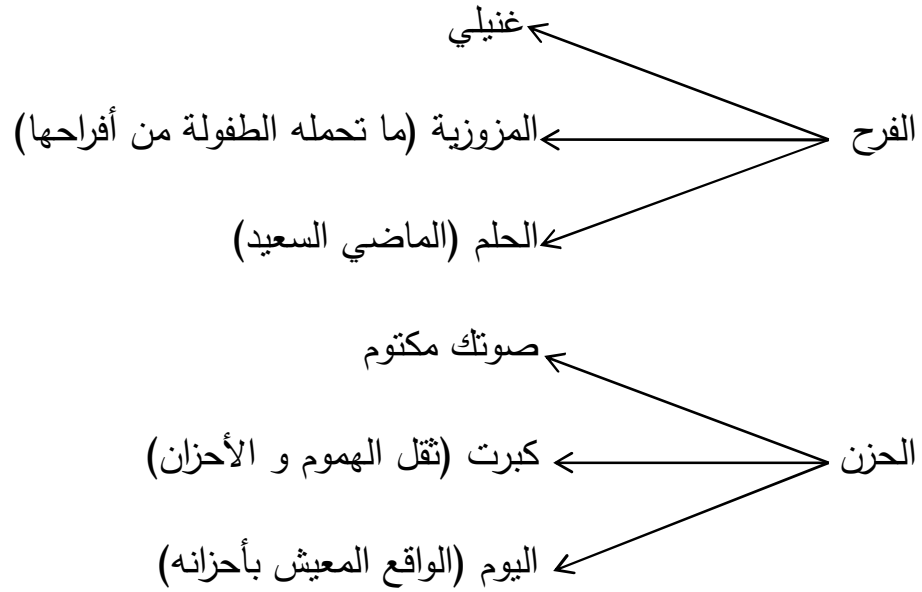 غنيلي
الفرح
المزوزية (ما تحمله الطفولة من أفراحها)
الحلم (الماضي السعيد)
صوتك مكتوم
الحزن
كبرت (ثقل الهموم و الأحزان)
اليوم (الواقع المعيش بأحزانه)